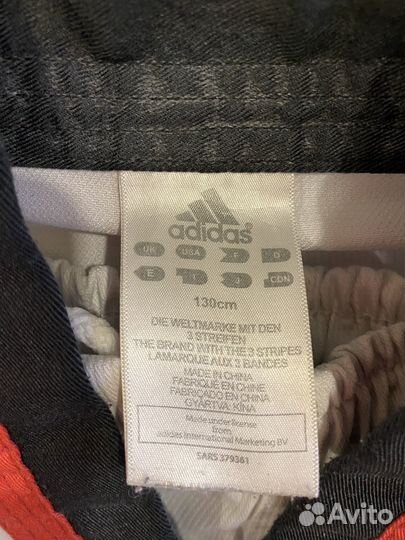 adidas
UK USA F D
E I J CDN
130cm
DIE WELTMARKE MIT DEN
3 STREIFEN
THE BRAND WITH THE 3 STRIPES
LAMARQUE AUX 3 BANDES
MADE IN CHINA
FABRIQUÉ EN CHINE
FABRICADO EN CHINA
GYÁRTVA: KÍNA
Made under license
from
adidas International Marketing BV
SARS 379361
Avito